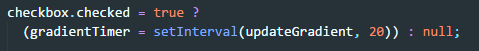 checkbox.checked = true ?
(gradientTimer = setInterval(updateGradient, 20)) : null;